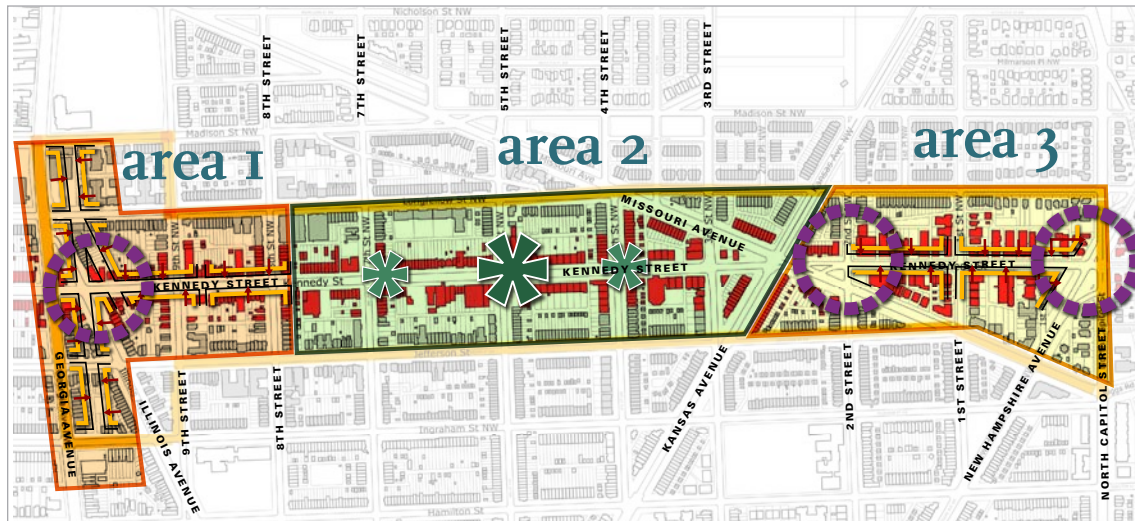 Nicholson St NW
8TH STREET
7TH STREET
5TH STREET
4TH STREET
3RD STREET
Madison St NW
Madison St NW
area 1
area 2
area 3
MISSOURI AVENUE
KENNEDY STREET
KENNEDY STREET
KENNEDY STREET
Kennedy St
Jefferson St
GEORGIA AVENUE
ILLINOIS AVENUE
9TH STREET
8TH STREET
KANSAS AVENUE
2ND STREET
1ST STREET
NEW HAMPSHIRE AVENUE
NORTH CAPITOL STREET
Ingraham St NW
Hamilton St